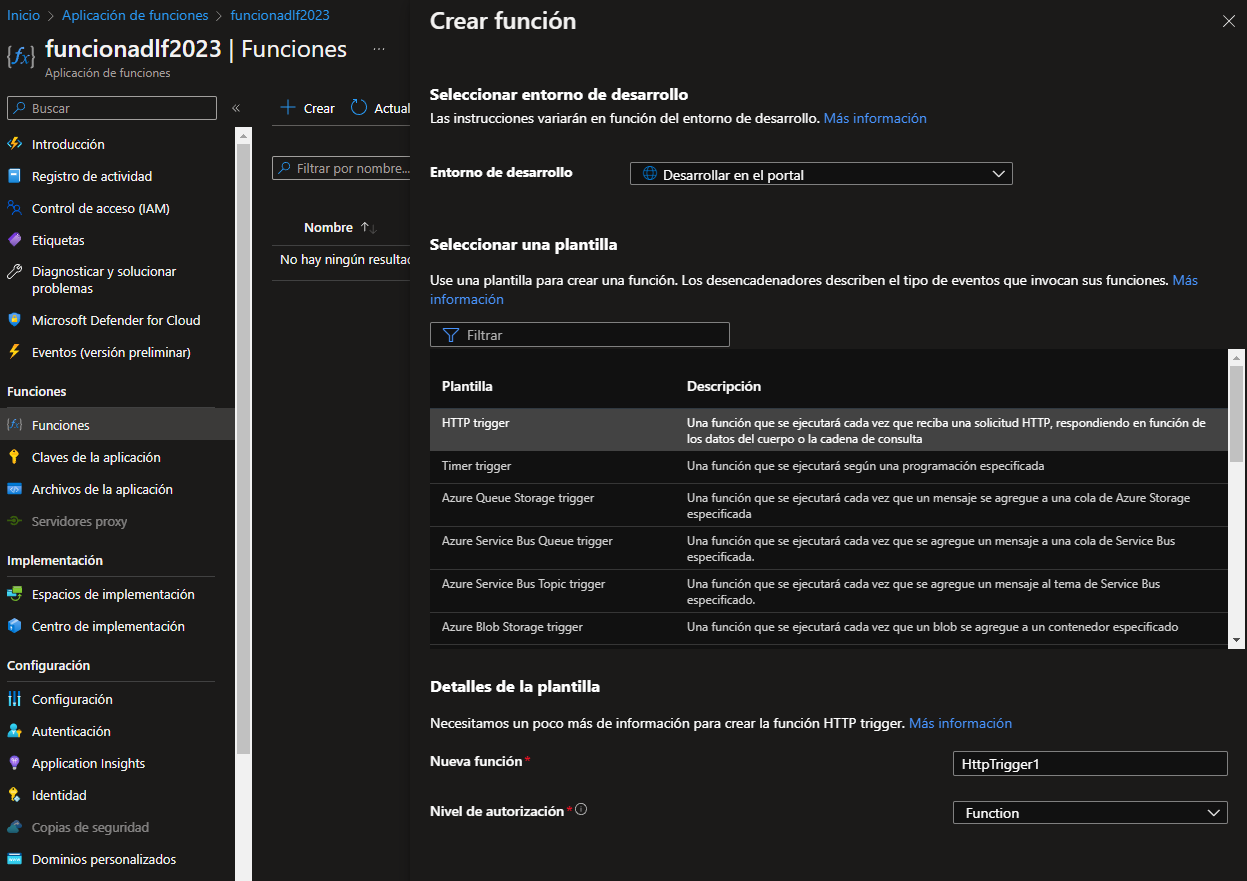 Inicio > Aplicación de funciones > funcionadlf2023
funcionadlf2023 | Funciones ...
Aplicación de funciones
Buscar
«
Introducción
Registro de actividad
Control de acceso (IAM)
Etiquetas
Diagnosticar y solucionar
problemas
Microsoft Defender for Cloud
Eventos (versión preliminar)
Funciones
Funciones
Claves de la aplicación
Archivos de la aplicación
Servidores proxy
Implementación
Espacios de implementación
Centro de implementación
Configuración
Configuración
Autenticación
Application Insights
Identidad
Copias de seguridad
Dominios personalizados
+ Crear
Actual
Filtrar por nombre...
Nombre ↑↓
No hay ningún resultad
Crear función
Seleccionar entorno de desarrollo
Las instrucciones variarán en función del entorno de desarrollo. Más información
Entorno de desarrollo
Desarrollar en el portal
Seleccionar una plantilla
Use una plantilla para crear una función. Los desencadenadores describen el tipo de eventos que invocan sus funciones. Más
información
Filtrar
Plantilla Descripción
HTTP trigger Una función que se ejecutará cada vez que reciba una solicitud HTTP, respondiendo en función de
los datos del cuerpo o la cadena de consulta
Timer trigger Una función que se ejecutará según una programación especificada
Azure Queue Storage trigger Una función que se ejecutará cada vez que un mensaje se agregue a una cola de Azure Storage
especificada
Azure Service Bus Queue trigger Una función que se ejecutará cada vez que se agregue un mensaje a una cola de Service Bus
especificada.
Azure Service Bus Topic trigger Una función que se ejecutará cada vez que se agregue un mensaje al tema de Service Bus
especificado.
Azure Blob Storage trigger Una función que se ejecutará cada vez que un blob se agregue a un contenedor especificado
Detalles de la plantilla
Necesitamos un poco más de información para crear la función HTTP trigger. Más información
Nueva función *
HttpTrigger1
Nivel de autorización *
Function